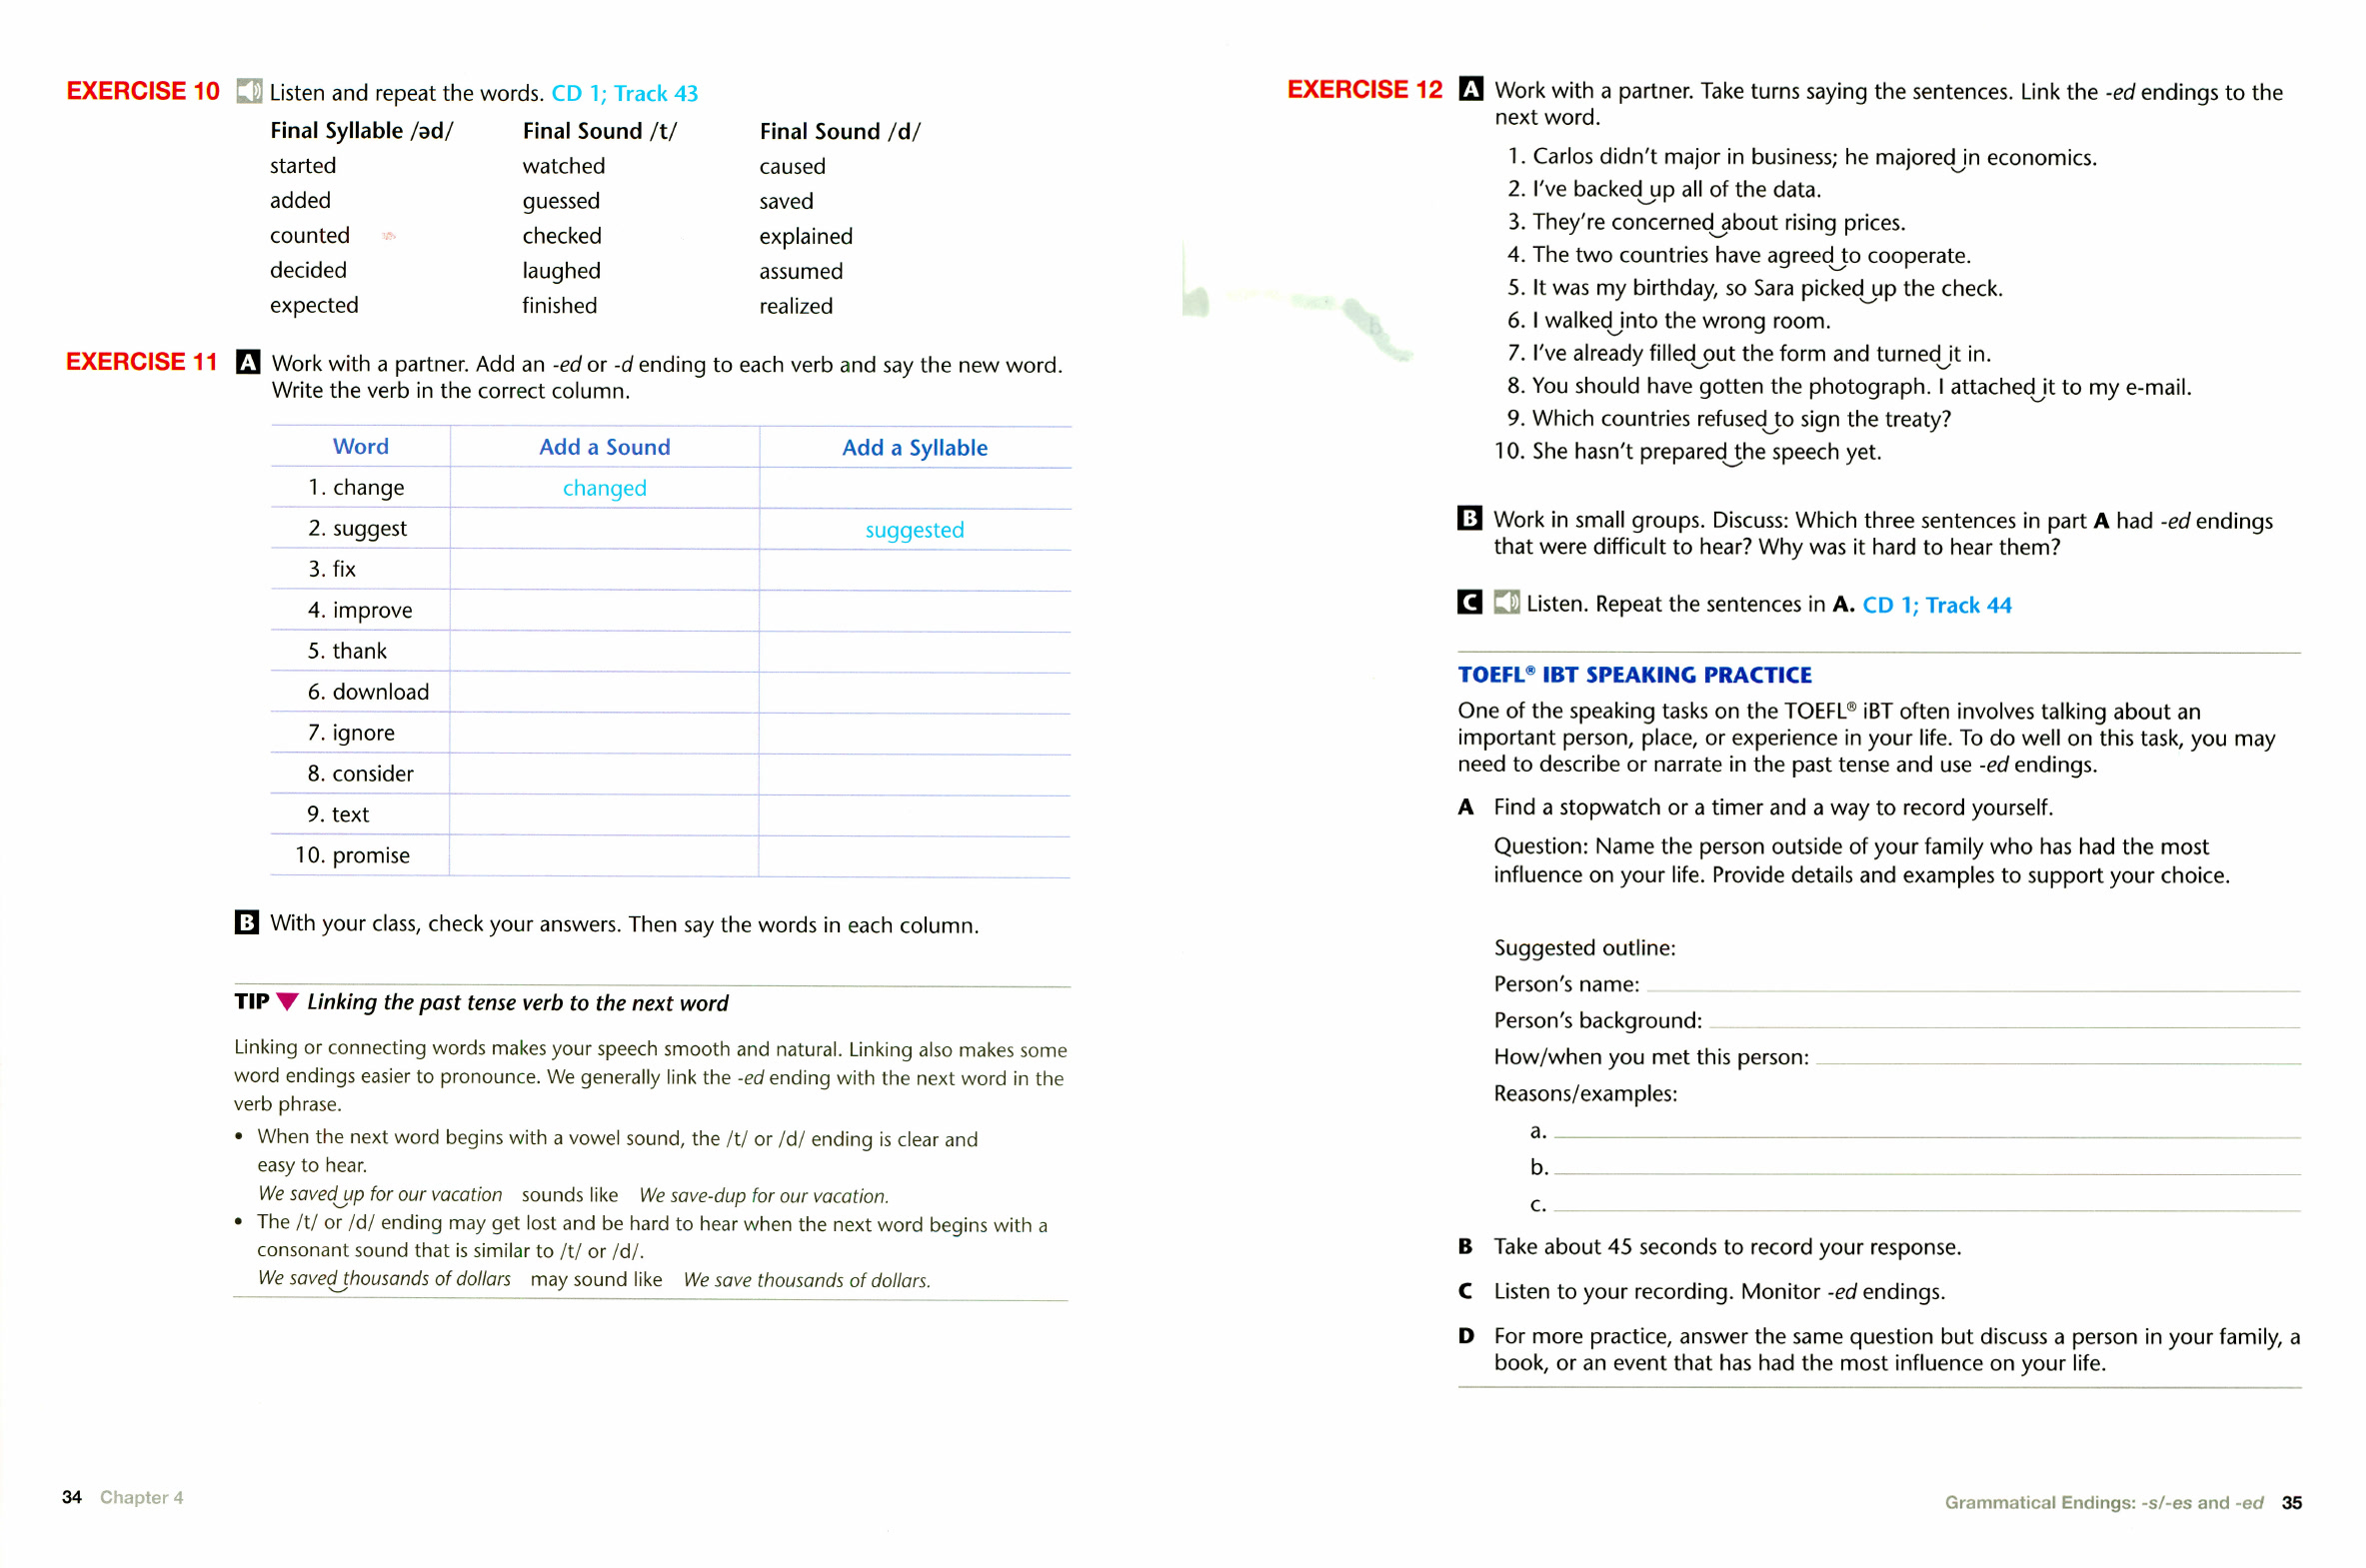 EXERCISE 10 Listen and repeat the words. CD 1; Track 43
Final Syllable /əd/ Final Sound /t/ Final Sound /d/
started watched caused
added guessed saved
counted checked explained
decided laughed assumed
expected finished realized
EXERCISE 11 A Work with a partner. Add an -ed or -d ending to each verb and say the new word.
Write the verb in the correct column.
Word Add a Sound Add a Syllable
1. change changed
2. suggest suggested
3. fix
4. improve
5. thank
6. download
7. ignore
8. consider
9. text
10. promise
B With your class, check your answers. Then say the words in each column.
TIP ▼ Linking the past tense verb to the next word
Linking or connecting words makes your speech smooth and natural. Linking also makes some
word endings easier to pronounce. We generally link the -ed ending with the next word in the
verb phrase.
• When the next word begins with a vowel sound, the /t/ or /d/ ending is clear and
easy to hear.
We saved‿up for our vacation sounds like We save-dup for our vacation.
• The /t/ or /d/ ending may get lost and be hard to hear when the next word begins with a
consonant sound that is similar to /t/ or /d/.
We saved‿thousands of dollars may sound like We save thousands of dollars.
34 Chapter 4
EXERCISE 12 A Work with a partner. Take turns saying the sentences. Link the -ed endings to the
next word.
1. Carlos didn't major in business; he majored‿in economics.
2. I've backed‿up all of the data.
3. They're concerned‿about rising prices.
4. The two countries have agreed‿to cooperate.
5. It was my birthday, so Sara picked‿up the check.
6. I walked‿into the wrong room.
7. I've already filled‿out the form and turned‿it in.
8. You should have gotten the photograph. I attached‿it to my e-mail.
9. Which countries refused‿to sign the treaty?
10. She hasn't prepared‿the speech yet.
B Work in small groups. Discuss: Which three sentences in part A had -ed endings
that were difficult to hear? Why was it hard to hear them?
C Listen. Repeat the sentences in A. CD 1; Track 44
TOEFL® IBT SPEAKING PRACTICE
One of the speaking tasks on the TOEFL® iBT often involves talking about an
important person, place, or experience in your life. To do well on this task, you may
need to describe or narrate in the past tense and use -ed endings.
A Find a stopwatch or a timer and a way to record yourself.
Question: Name the person outside of your family who has had the most
influence on your life. Provide details and examples to support your choice.
Suggested outline:
Person's name:
Person's background:
How/when you met this person:
Reasons/examples:
a.
b.
c.
B Take about 45 seconds to record your response.
C Listen to your recording. Monitor -ed endings.
D For more practice, answer the same question but discuss a person in your family, a
book, or an event that has had the most influence on your life.
Grammatical Endings: -s/-es and -ed 35